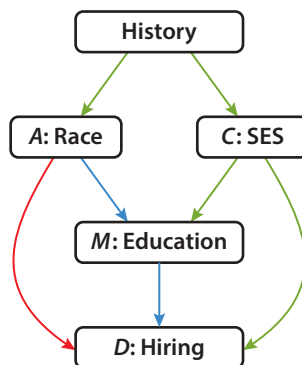 History
A: Race
C: SES
M: Education
D: Hiring